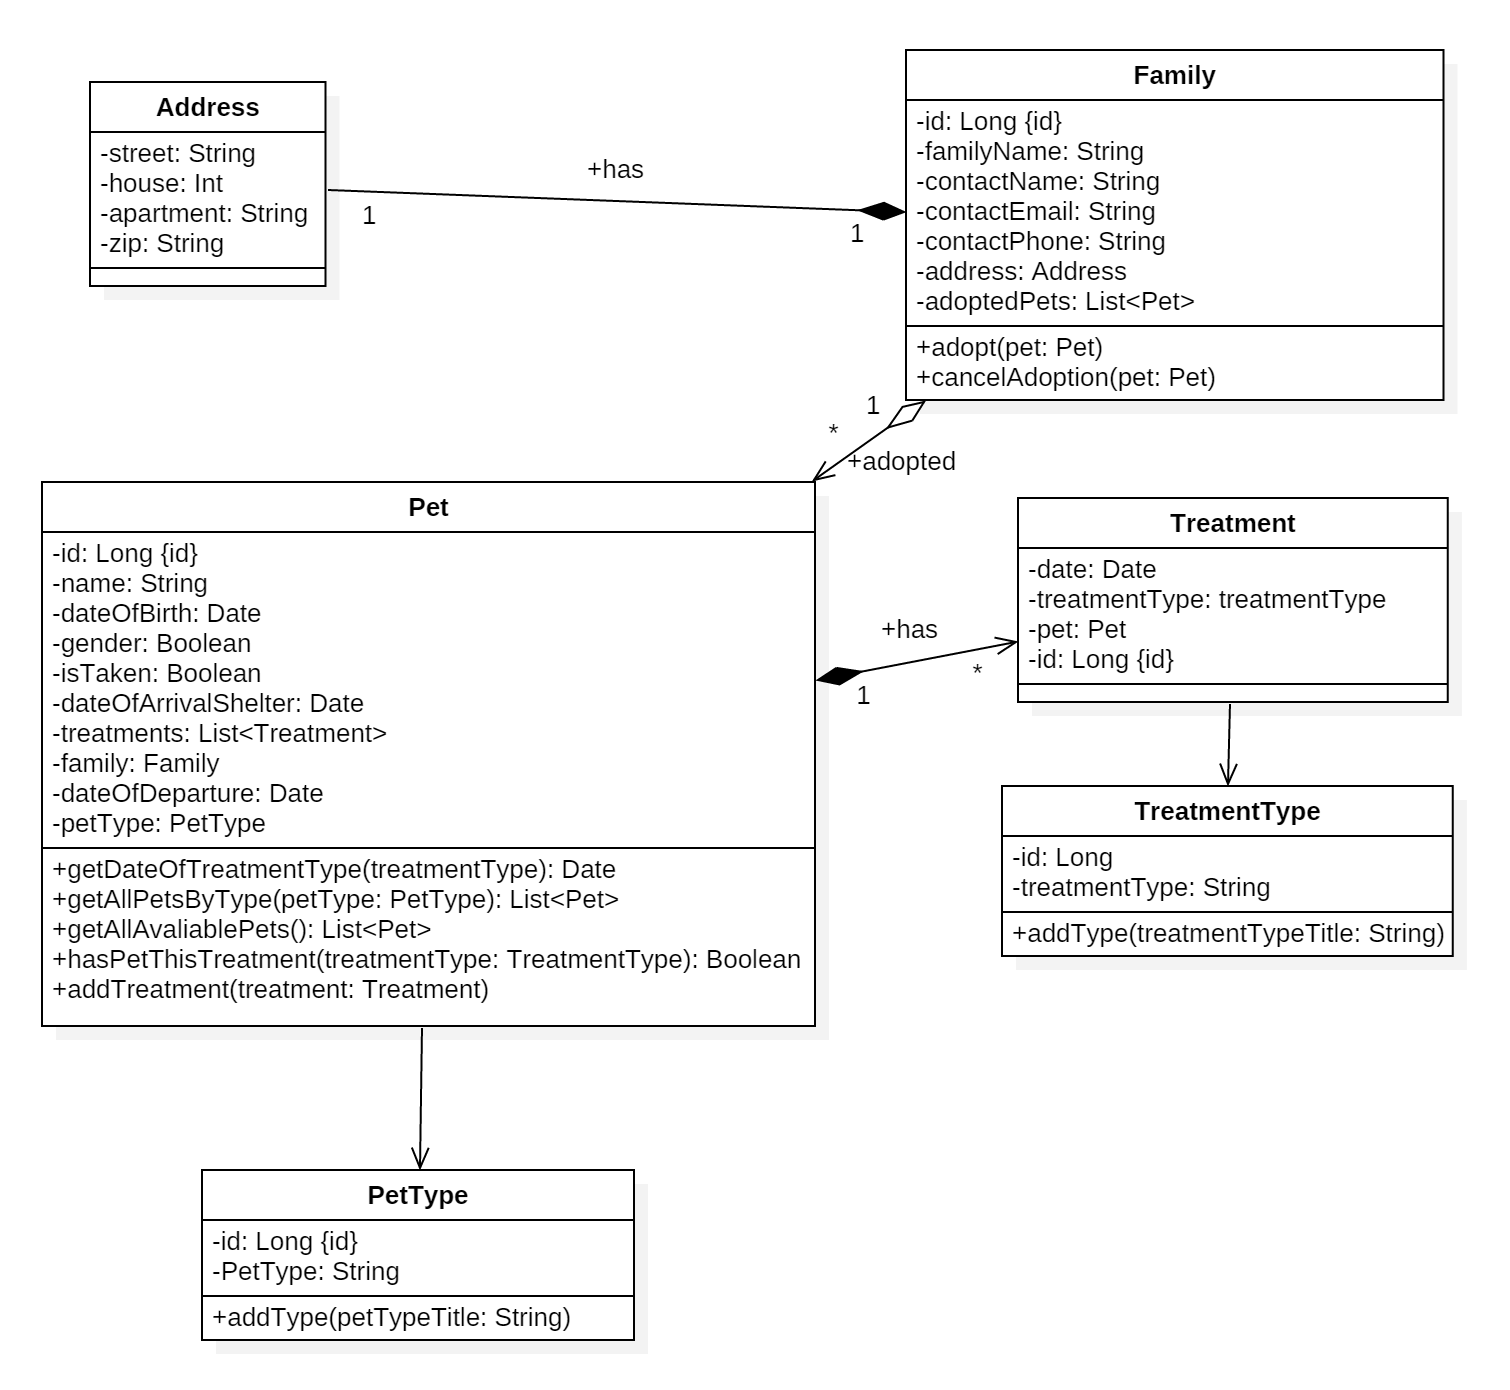 Address
-street: String
-house: Int
-apartment: String
-zip: String
+has
1
1
Family
-id: Long {id}
-familyName: String
-contactName: String
-contactEmail: String
-contactPhone: String
-address: Address
-adoptedPets: List<Pet>
+adopt(pet: Pet)
+cancelAdoption(pet: Pet)
1
*
+adopted
Pet
-id: Long {id}
-name: String
-dateOfBirth: Date
-gender: Boolean
-isTaken: Boolean
-dateOfArrivalShelter: Date
-treatments: List<Treatment>
-family: Family
-dateOfDeparture: Date
-petType: PetType
+getDateOfTreatmentType(treatmentType): Date
+getAllPetsByType(petType: PetType): List<Pet>
+getAllAvaliablePets(): List<Pet>
+hasPetThisTreatment(treatmentType: TreatmentType): Boolean
+addTreatment(treatment: Treatment)
+has
1
*
Treatment
-date: Date
-treatmentType: treatmentType
-pet: Pet
-id: Long {id}
TreatmentType
-id: Long
-treatmentType: String
+addType(treatmentTypeTitle: String)
PetType
-id: Long {id}
-PetType: String
+addType(petTypeTitle: String)